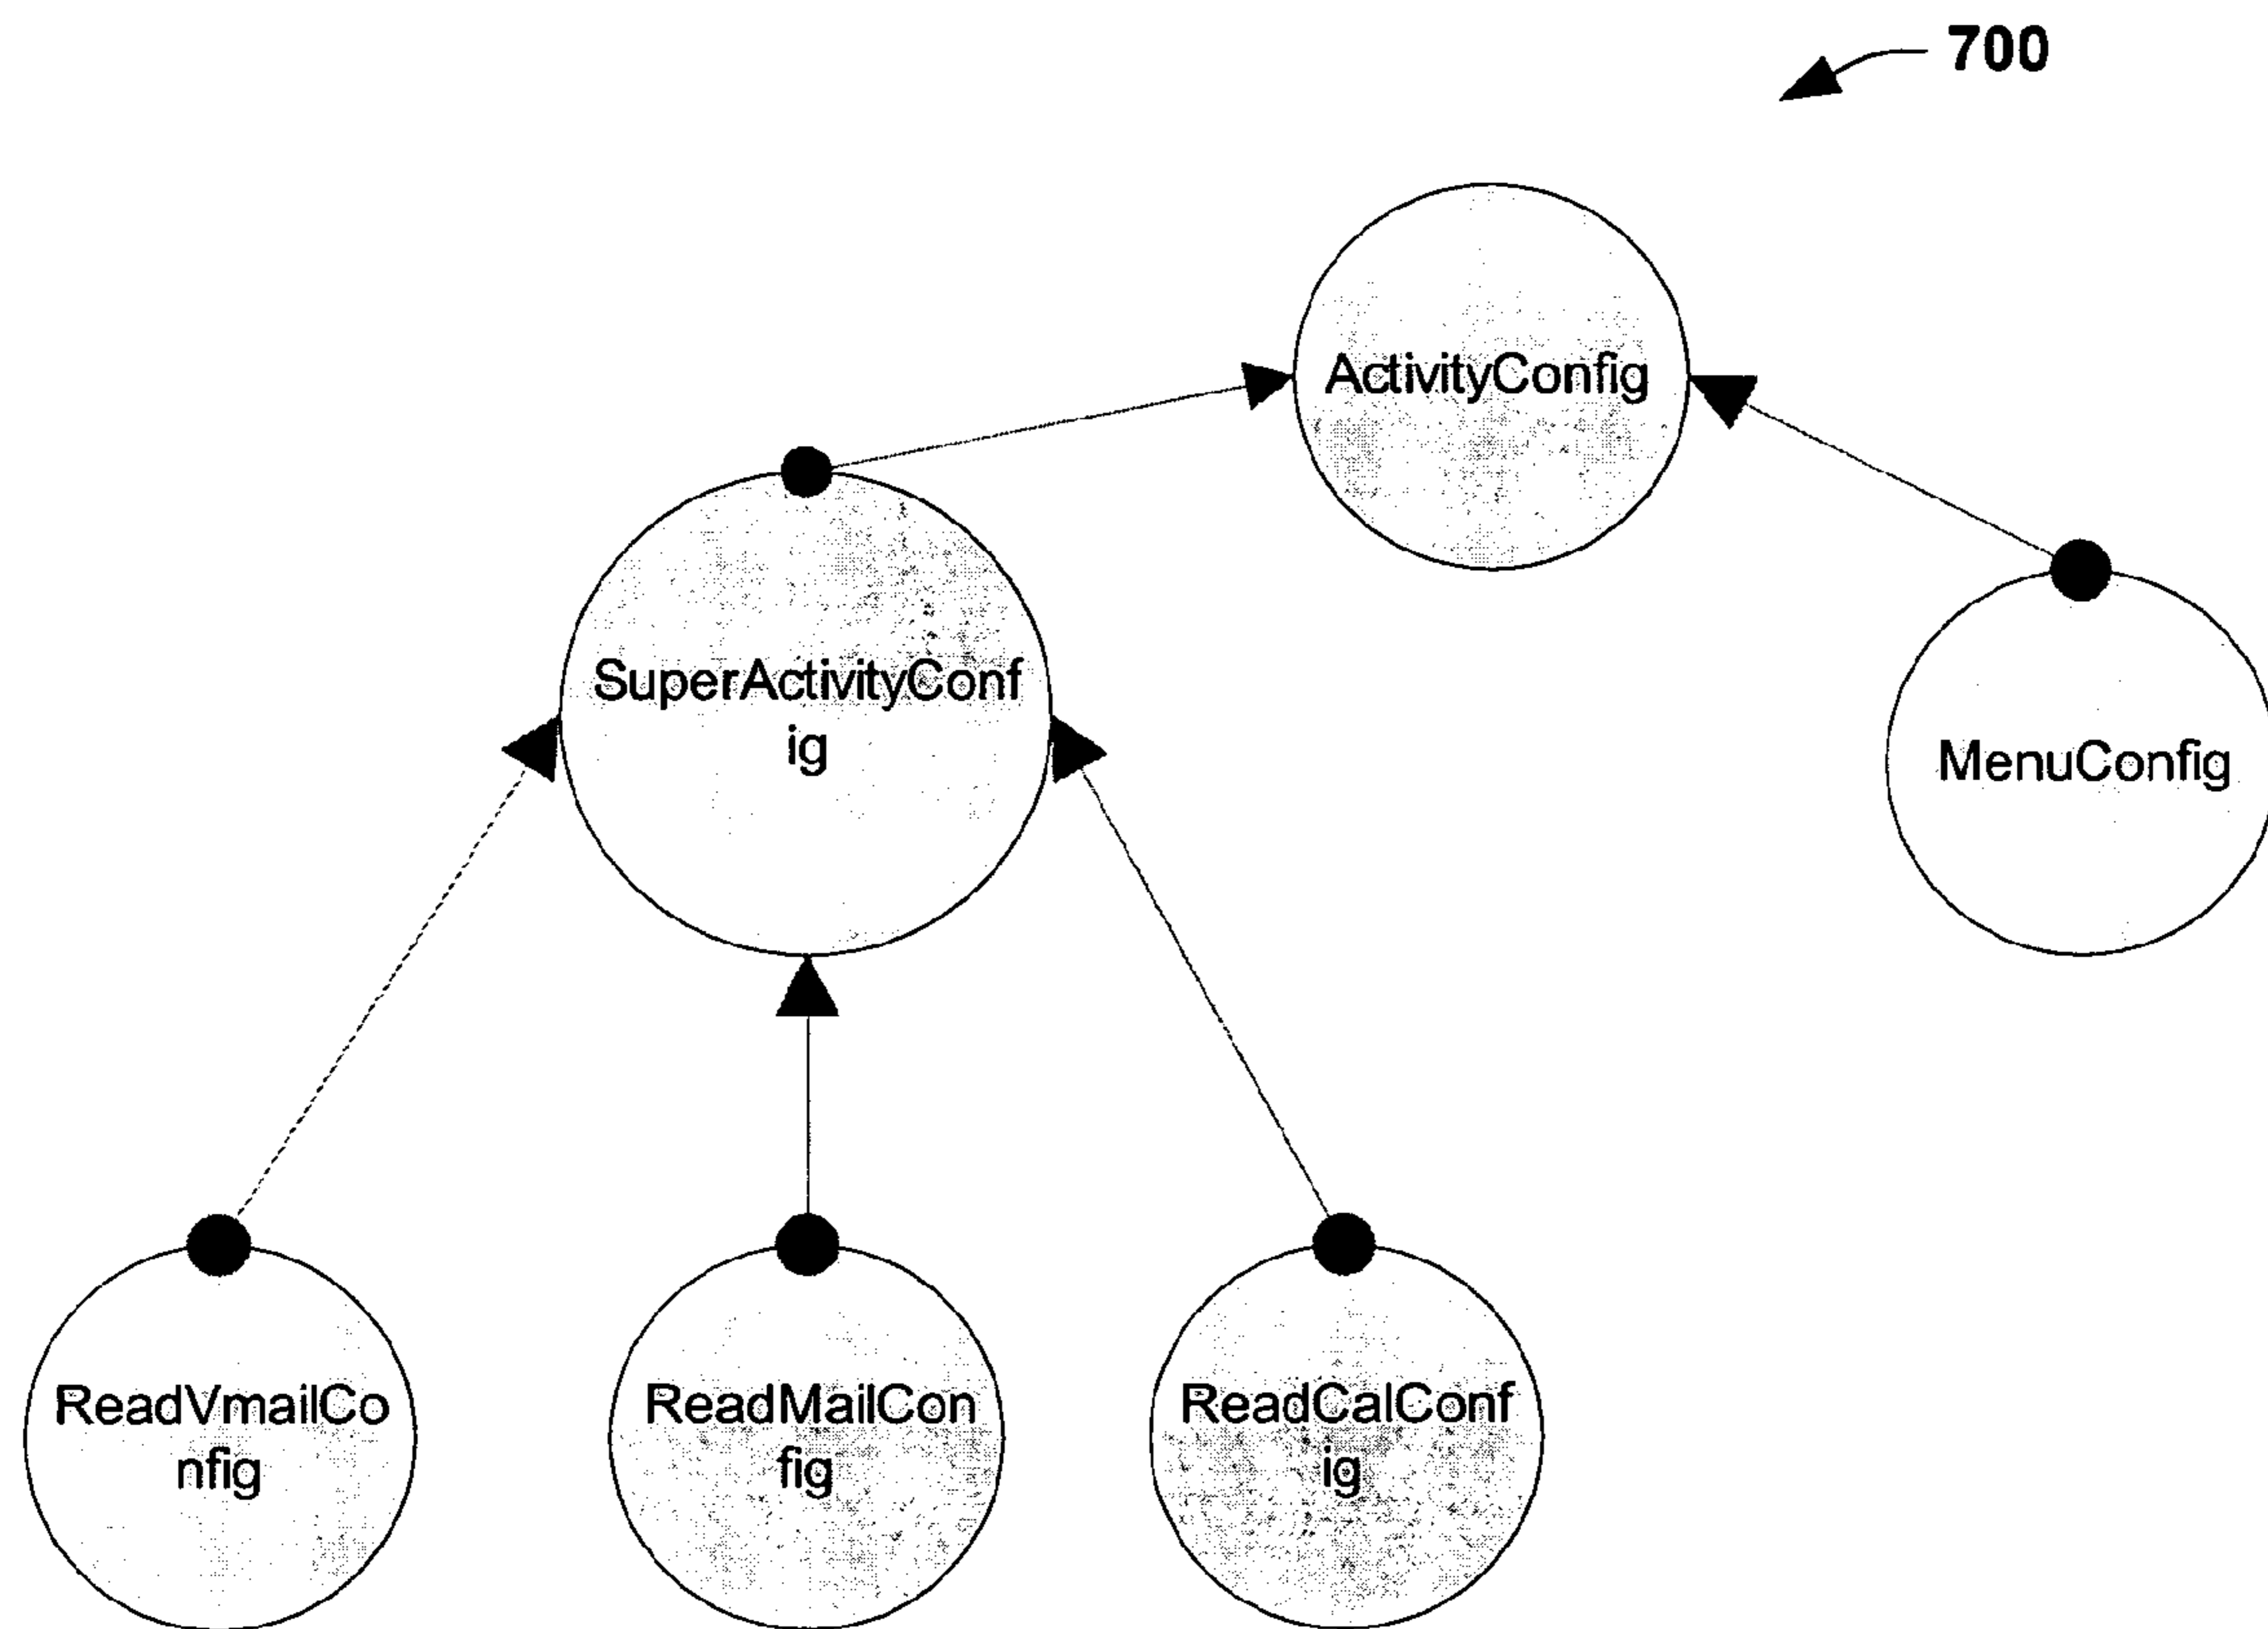 700
ActivityConfig
SuperActivityConf
ig
MenuConfig
ReadVmailCo
nfig
ReadMailCon
fig
ReadCalConf
ig